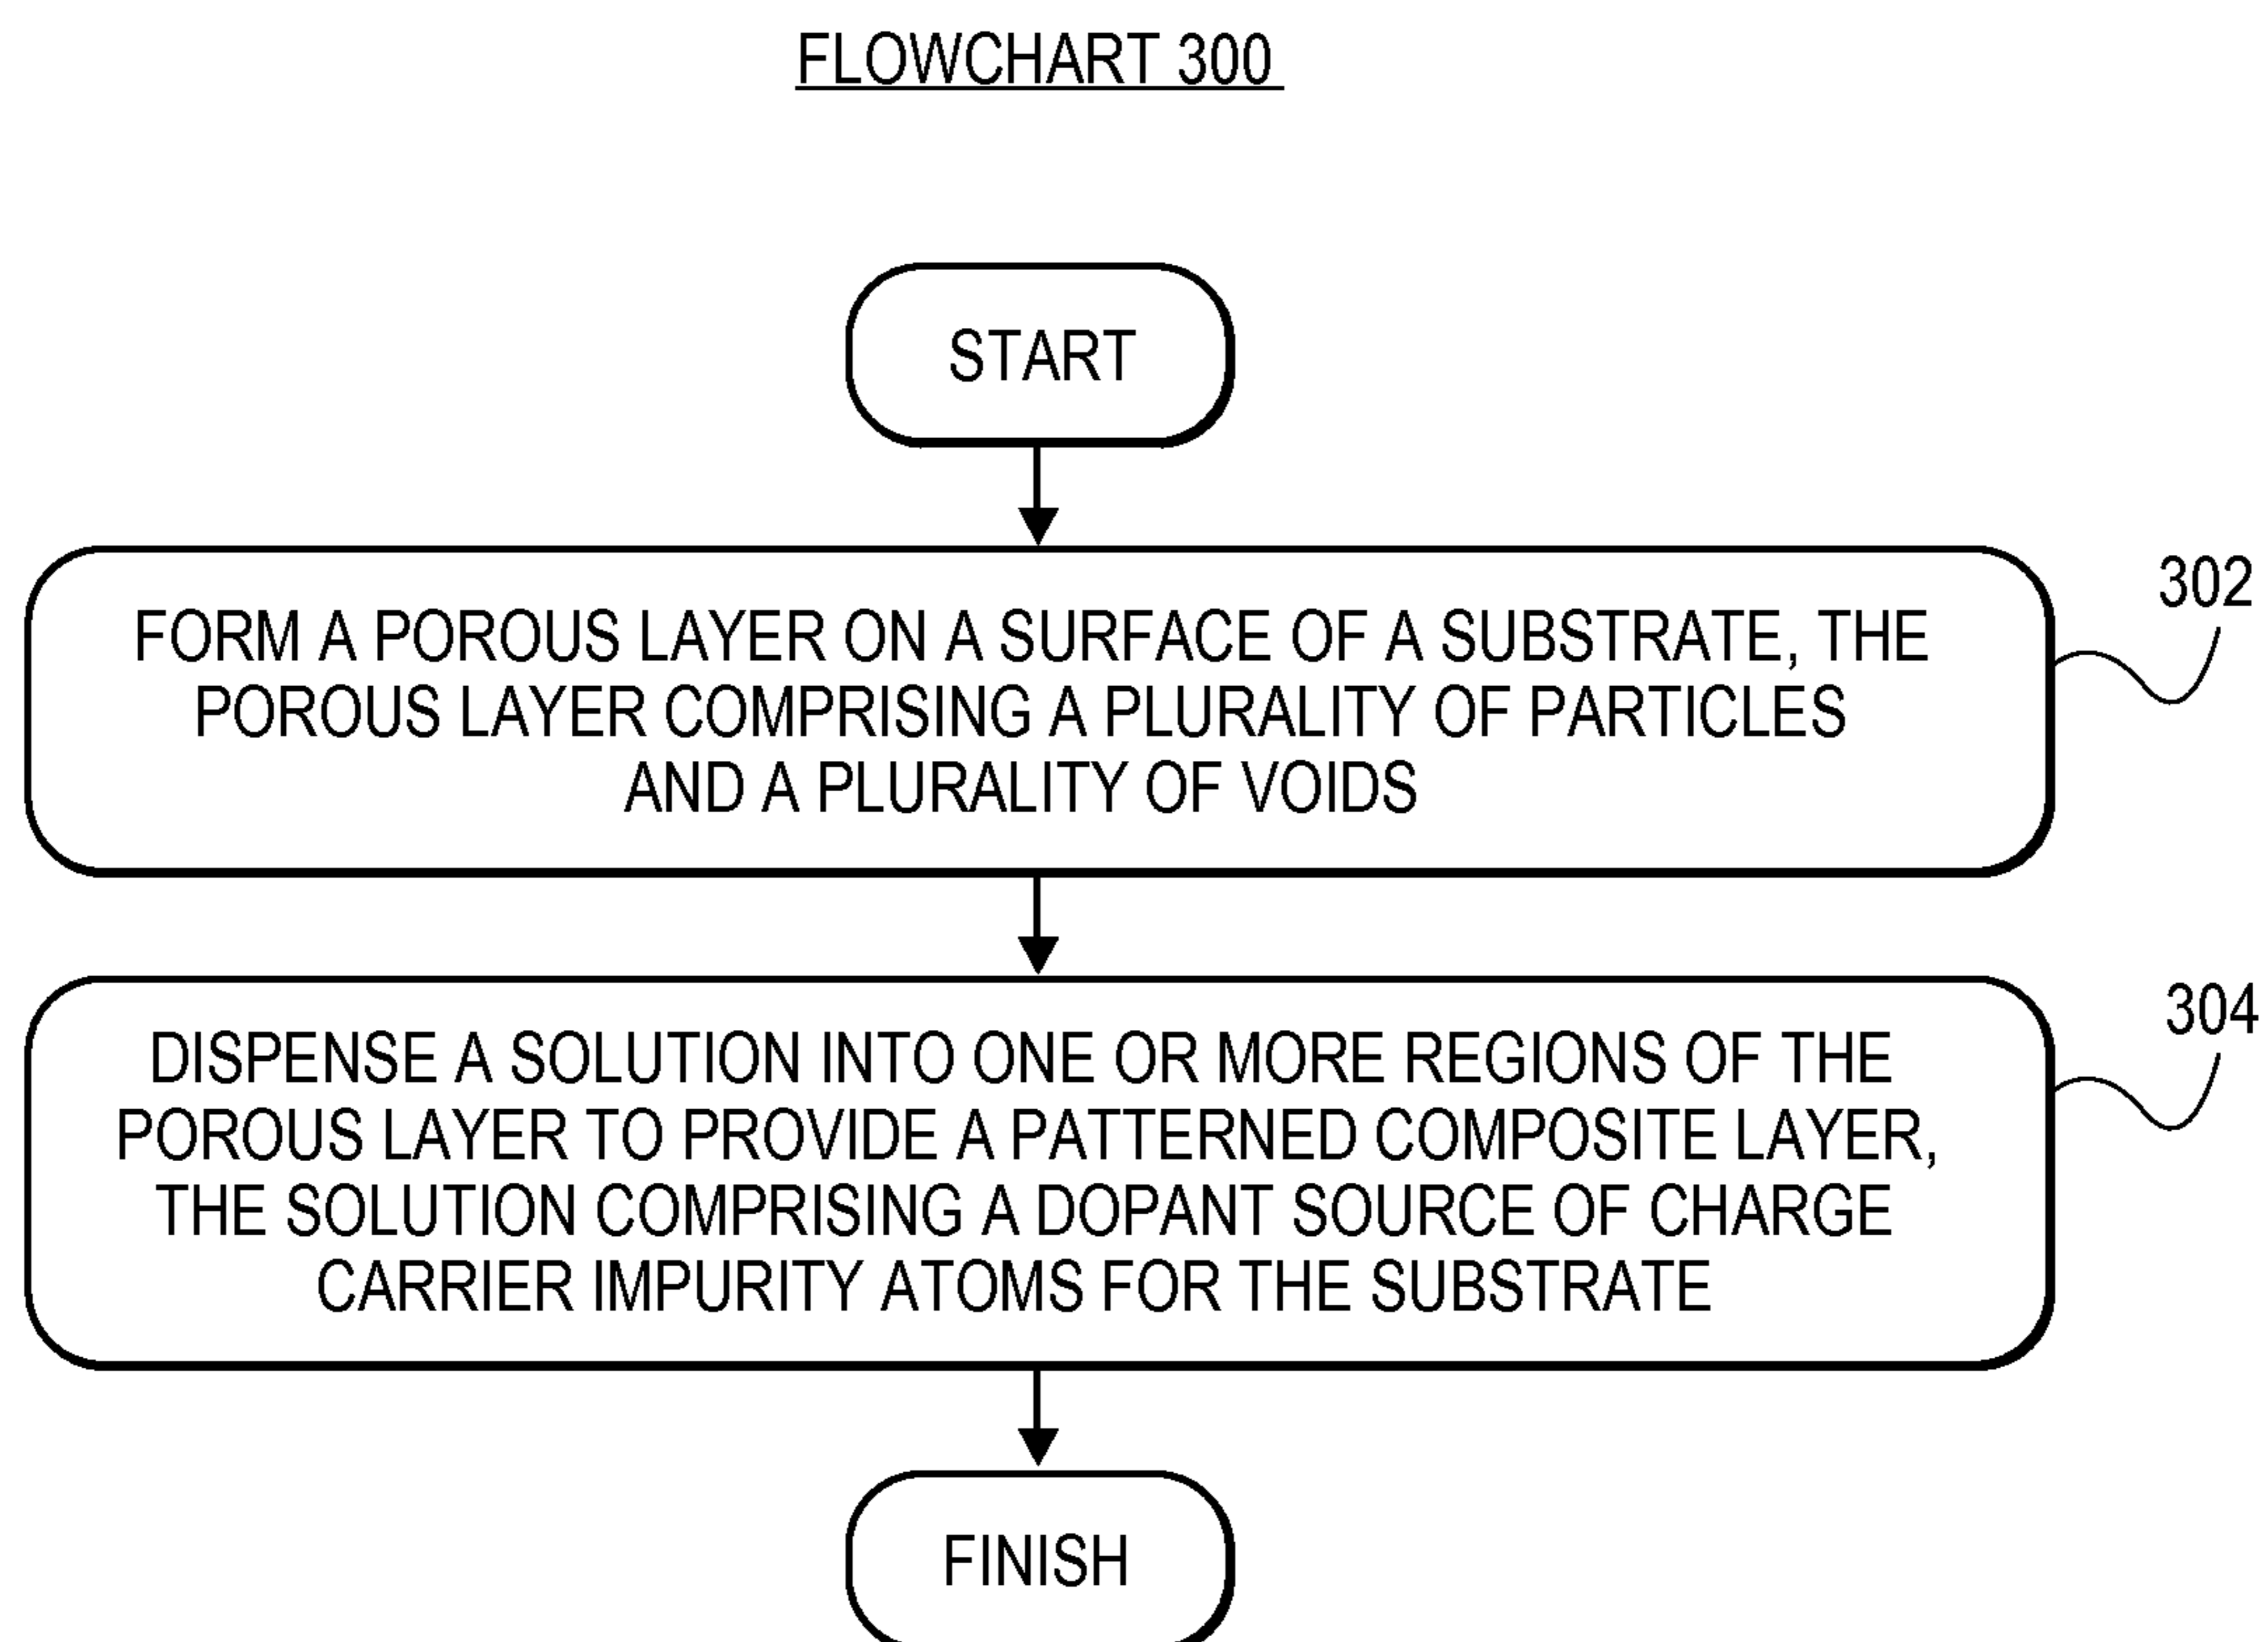 FLOWCHART 300
START
302
FORM A POROUS LAYER ON A SURFACE OF A SUBSTRATE, THE
POROUS LAYER COMPRISING A PLURALITY OF PARTICLES
AND A PLURALITY OF VOIDS
304
DISPENSE A SOLUTION INTO ONE OR MORE REGIONS OF THE
POROUS LAYER TO PROVIDE A PATTERNED COMPOSITE LAYER,
THE SOLUTION COMPRISING A DOPANT SOURCE OF CHARGE
CARRIER IMPURITY ATOMS FOR THE SUBSTRATE
FINISH